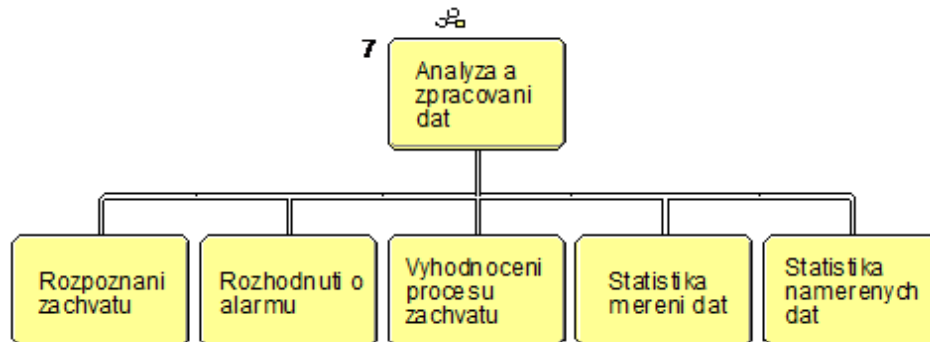 7
Analyza a
zpracovani
dat
Rozpoznani
zachvatu
Rozhodnuti o
alarmu
Vyhodnoceni
procesu
zachvatu
Statistika
mereni dat
Statistika
namerenych
dat